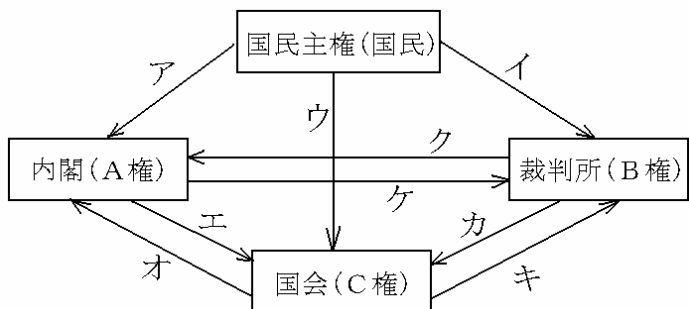 国民主権(国民)
ア
イ
ウ
ク
内閣(A権)
裁判所(B権)
ケ
エ
カ
オ
国会(C権)
キ